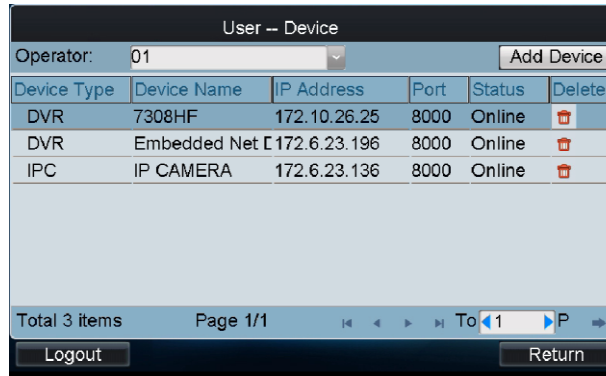 User -- Device
Operator: 01 Add Device
Device Type Device Name IP Address Port Status Delete
DVR 7308HF 172.10.26.25 8000 Online
DVR Embedded Net 172.6.23.196 8000 Online
IPC IP CAMERA 172.6.23.136 8000 Online
Total 3 items Page 1/1 To 1 P
Logout Return